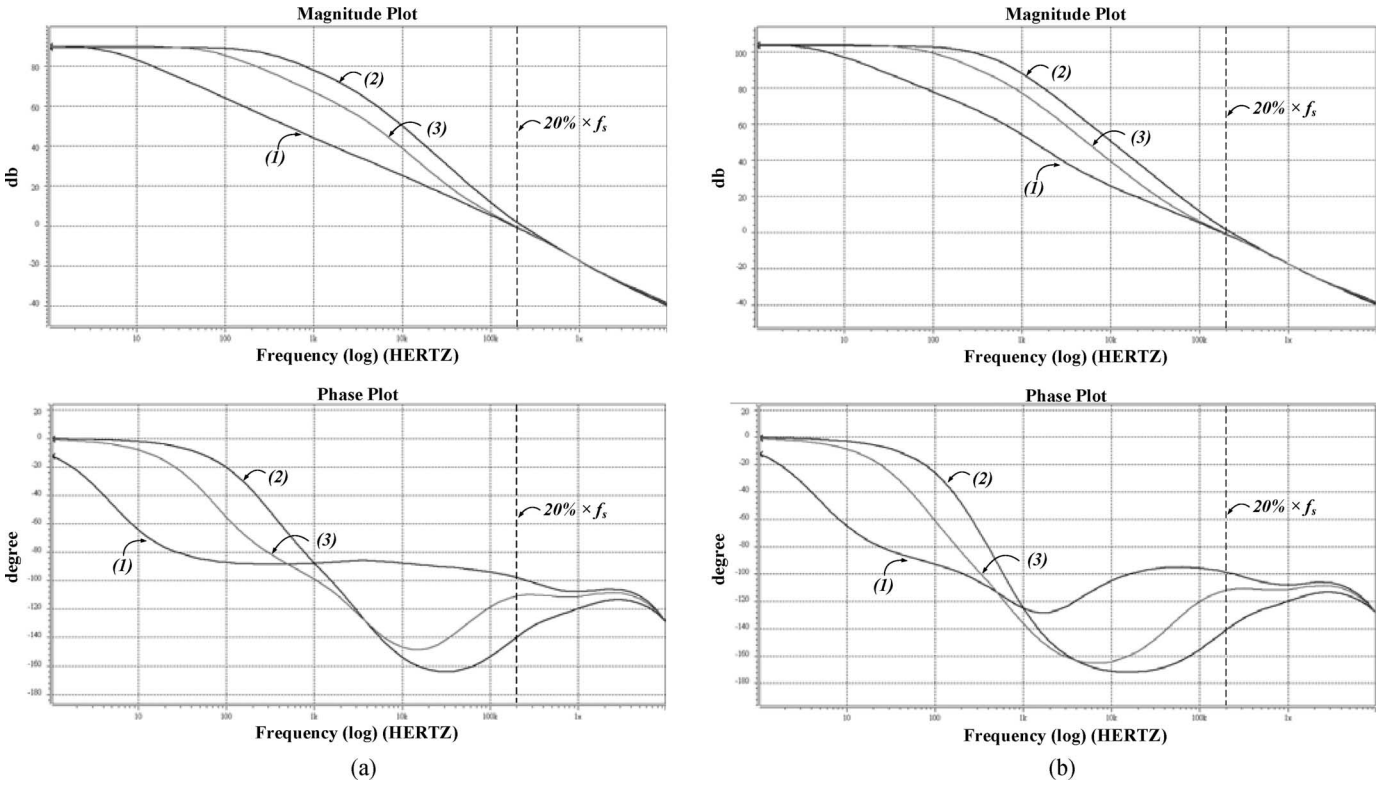 Magnitude Plot
80
60
40
20
0
-20
-40
db
(2)
(3)
(1)
20% × fs
10
100
1k
10k
100k
1x
Frequency (log) (HERTZ)
Magnitude Plot
100
80
60
40
20
0
-20
-40
db
(2)
(3)
(1)
20% × fs
10
100
1k
10k
100k
1x
Frequency (log) (HERTZ)
Phase Plot
20
0
-20
-40
-60
-80
-100
-120
-140
-160
-180
degree
(2)
(3)
(1)
20% × fs
10
100
1k
10k
100k
1x
Frequency (log) (HERTZ)
(a)
Phase Plot
20
0
-20
-40
-60
-80
-100
-120
-140
-160
-180
degree
(2)
(3)
(1)
20% × fs
10
100
1k
10k
100k
1x
Frequency (log) (HERTZ)
(b)